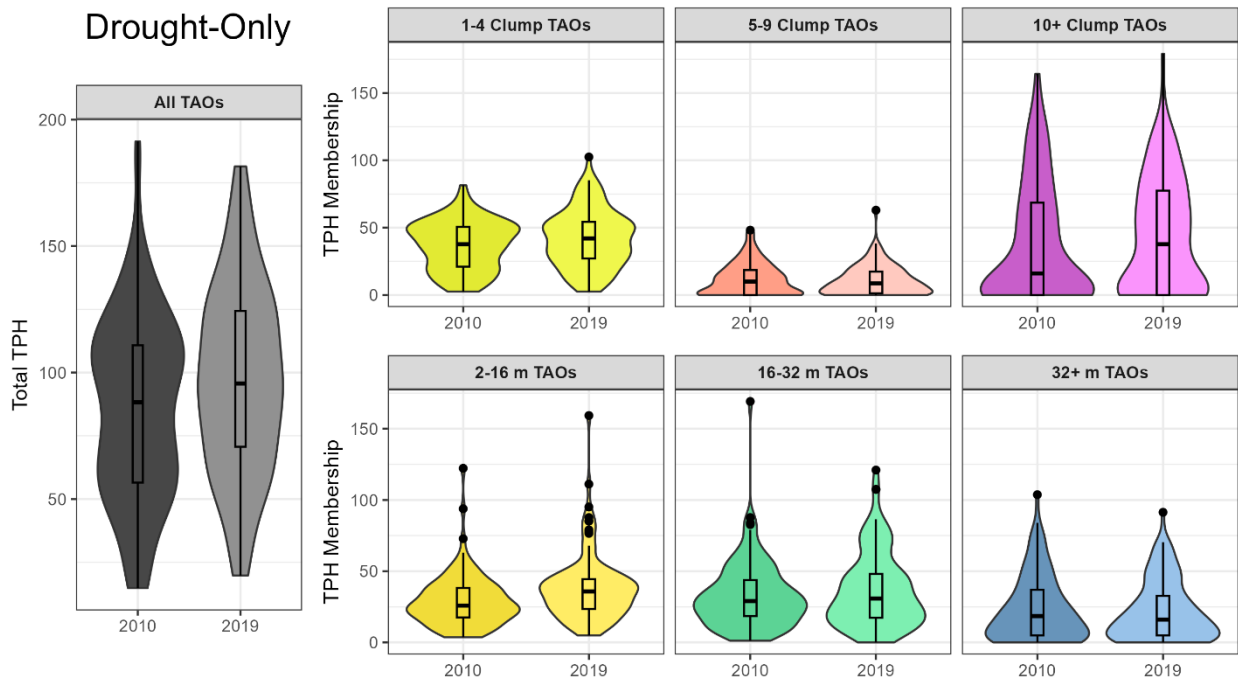 Drought-Only
All TAOs
Total TPH
200
150
100
50
2010 2019
1-4 Clump TAOs 5-9 Clump TAOs 10+ Clump TAOs
TPH Membership
150
100
50
0
2010 2019 2010 2019 2010 2019
2-16 m TAOs 16-32 m TAOs 32+ m TAOs
TPH Membership
150
100
50
0
2010 2019 2010 2019 2010 2019